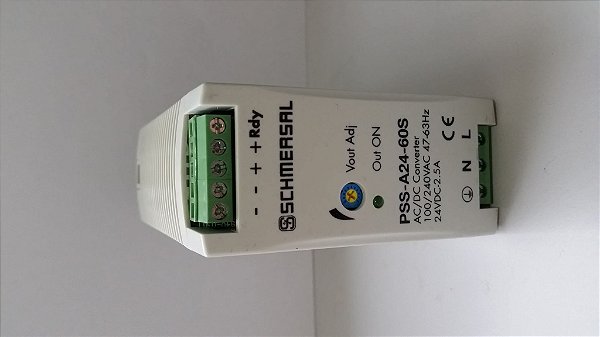 - - + + Rdy
SCHMERSAL
Vout Adj
Out ON
PSS-A24-60S
AC/DC Converter
100/240VAC 47-63Hz
24VDC-2.5A
CE
N L